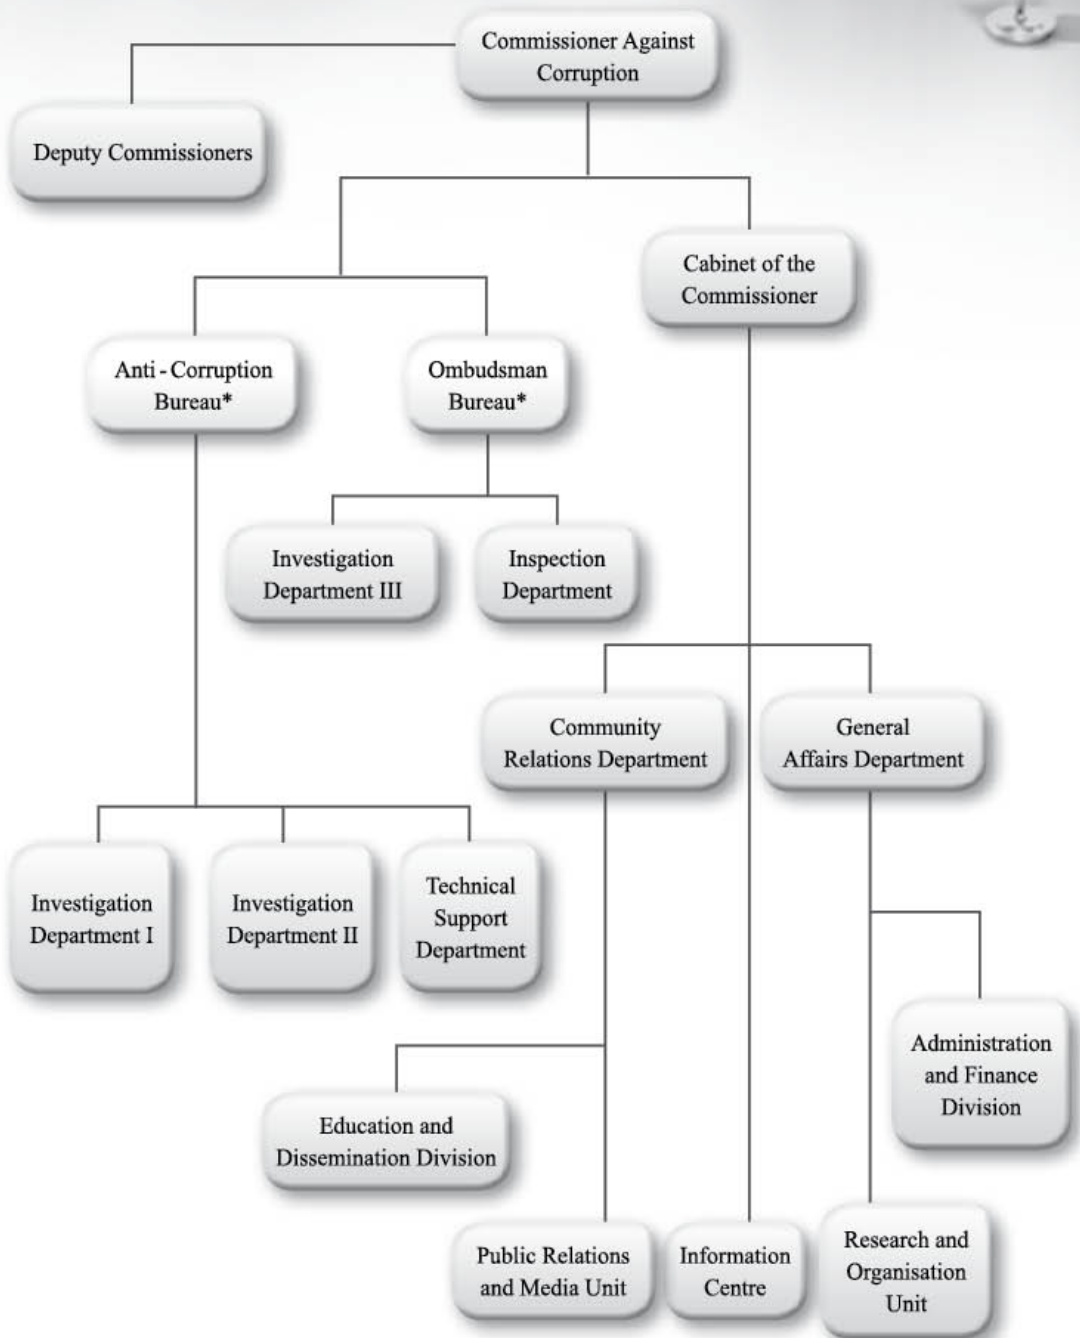 Commissioner Against
Corruption
Deputy Commissioners
Cabinet of the
Commissioner
Anti - Corruption
Bureau*
Ombudsman
Bureau*
Investigation
Department III
Inspection
Department
Community
Relations Department
General
Affairs Department
Investigation
Department I
Investigation
Department II
Technical
Support
Department
Administration
and Finance
Division
Education and
Dissemination Division
Public Relations
and Media Unit
Information
Centre
Research and
Organisation
Unit